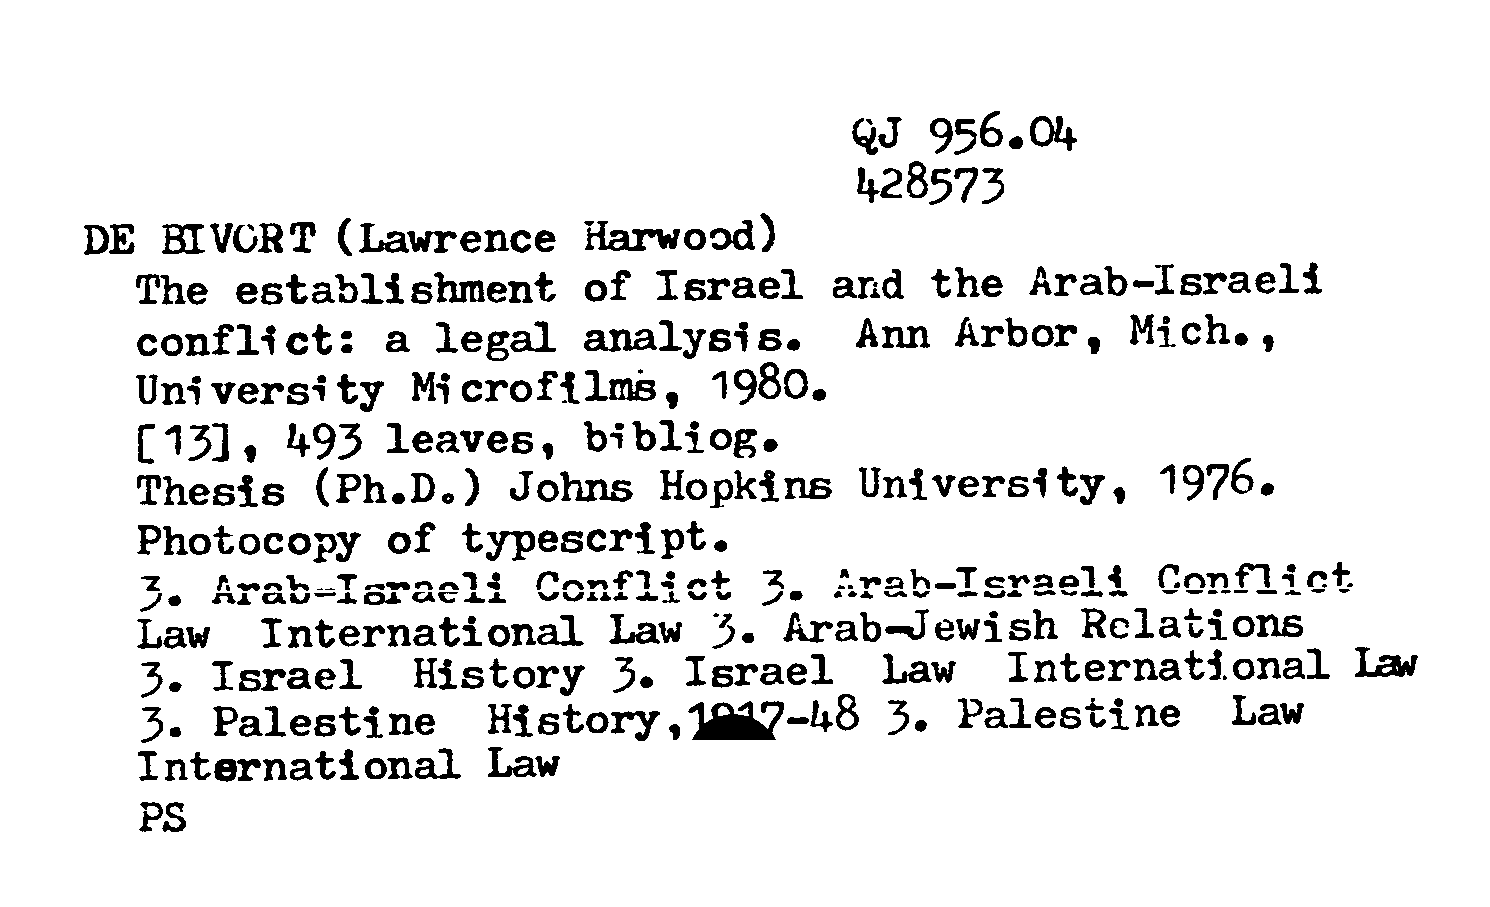 QJ 956.04
428573
DE BIVORT (Lawrence Harwood)
The establishment of Israel and the Arab-Israeli
conflict: a legal analysis. Ann Arbor, Mich.,
University Microfilms, 1980.
[13], 493 leaves, bibliog.
Thesis (Ph.D.) Johns Hopkins University, 1976.
Photocopy of typescript.
3. Arab-Israeli Conflict 3. Arab-Israeli Conflict
Law International Law 3. Arab-Jewish Relations
3. Israel History 3. Israel Law International Law
3. Palestine History,1917-48 3. Palestine Law
International Law
PS